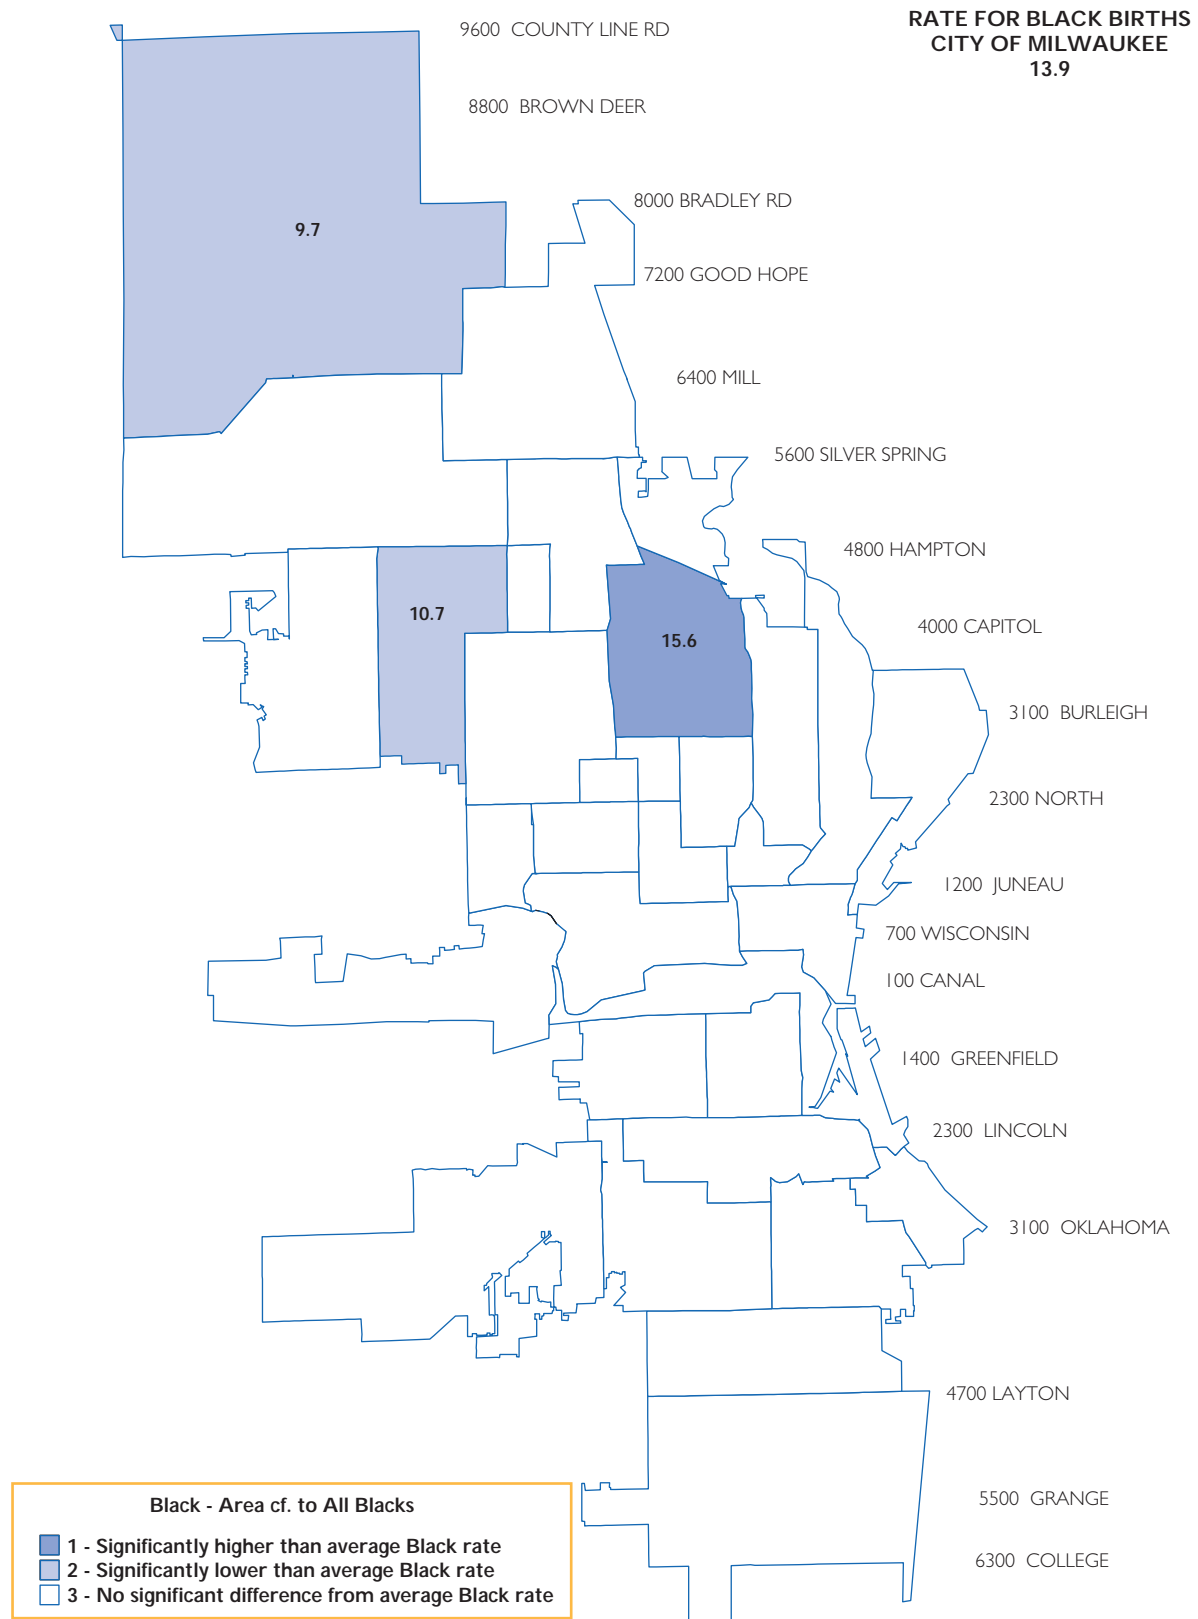 RATE FOR BLACK BIRTHS
CITY OF MILWAUKEE
13.9
9600 COUNTY LINE RD
8800 BROWN DEER
8000 BRADLEY RD
9.7
7200 GOOD HOPE
6400 MILL
5600 SILVER SPRING
4800 HAMPTON
10.7
4000 CAPITOL
15.6
3100 BURLEIGH
2300 NORTH
1200 JUNEAU
700 WISCONSIN
100 CANAL
1400 GREENFIELD
2300 LINCOLN
3100 OKLAHOMA
4700 LAYTON
5500 GRANGE
6300 COLLEGE
Black - Area cf. to All Blacks
1 - Significantly higher than average Black rate
2 - Significantly lower than average Black rate
3 - No significant difference from average Black rate